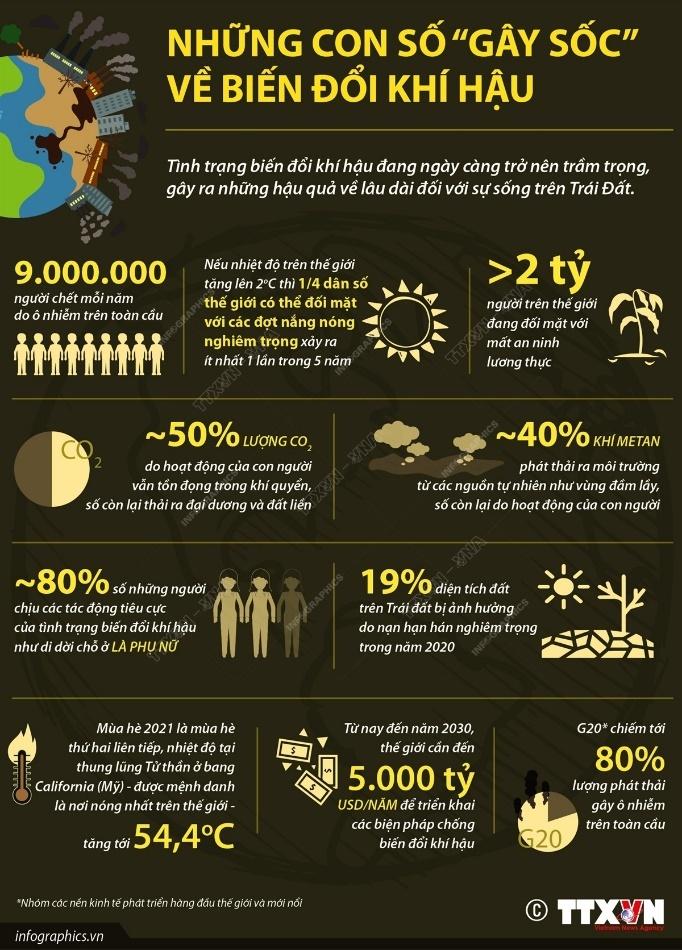 NHỮNG CON SỐ “GÂY SỐC”
VỀ BIẾN ĐỔI KHÍ HẬU
Tình trạng biến đổi khí hậu đang ngày càng trở nên trầm trọng,
gây ra những hậu quả về lâu dài đối với sự sống trên Trái Đất.
9.000.000
người chết mỗi năm
do ô nhiễm trên toàn cầu
Nếu nhiệt độ trên thế giới
tăng lên 2°C thì 1/4 dân số
thế giới có thể đối mặt
với các đợt nắng nóng
nghiêm trọng xảy ra
ít nhất 1 lần trong 5 năm
>2 tỷ
người trên thế giới
đang đối mặt với
mất an ninh
lương thực
CO2
~50% LƯỢNG CO2
do hoạt động của con người
vẫn tồn đọng trong khí quyển,
số còn lại thải ra đại dương và đất liền
~40% KHÍ METAN
phát thải ra môi trường
từ các nguồn tự nhiên như vùng đầm lầy,
số còn lại do hoạt động của con người
~80% số những người
chịu các tác động tiêu cực
của tình trạng biến đổi khí hậu
như di dời chỗ ở LÀ PHỤ NỮ
19% diện tích đất
trên Trái đất bị ảnh hưởng
do nạn hạn hán nghiêm trọng
trong năm 2020
Mùa hè 2021 là mùa hè
thứ hai liên tiếp, nhiệt độ tại
thung lũng Tử thần ở bang
California (Mỹ) - được mệnh danh
là nơi nóng nhất trên thế giới -
tăng tới 54,4°C
Từ nay đến năm 2030,
thế giới cần đến
5.000 tỷ
USD/NĂM để triển khai
các biện pháp chống
biến đổi khí hậu
G20* chiếm tới
80%
lượng phát thải
gây ô nhiễm
trên toàn cầu
G20
*Nhóm các nền kinh tế phát triển hàng đầu thế giới và mới nổi
© TTXVN
Vietnam News Agency
infographics.vn
TTXVN - VNA
INFOGRAPHICS